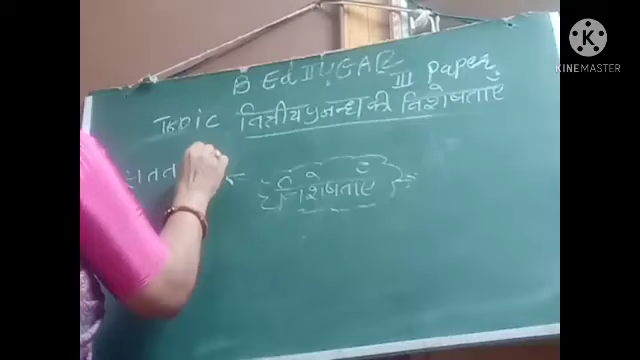 B Ed II YEAR
III Paper
Topic वित्तीय प्रबन्ध की विशेषताएँ
सतत
विशेषताएँ
KINEMASTER